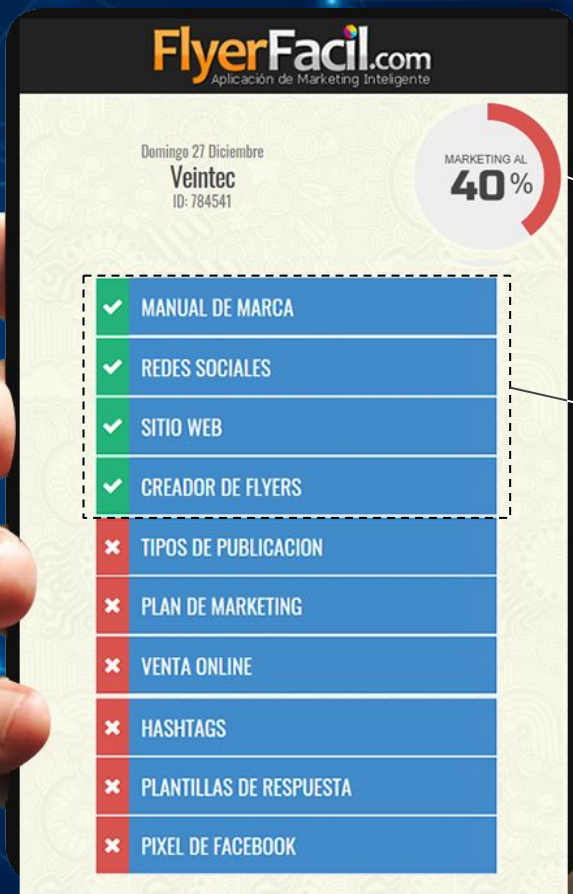 FlyerFacil.com
Aplicación de Marketing Inteligente
Domingo 27 Diciembre
Veintec
ID: 784541
MARKETING AL
40%
MANUAL DE MARCA
REDES SOCIALES
SITIO WEB
CREADOR DE FLYERS
TIPOS DE PUBLICACION
PLAN DE MARKETING
VENTA ONLINE
HASHTAGS
PLANTILLAS DE RESPUESTA
PIXEL DE FACEBOOK